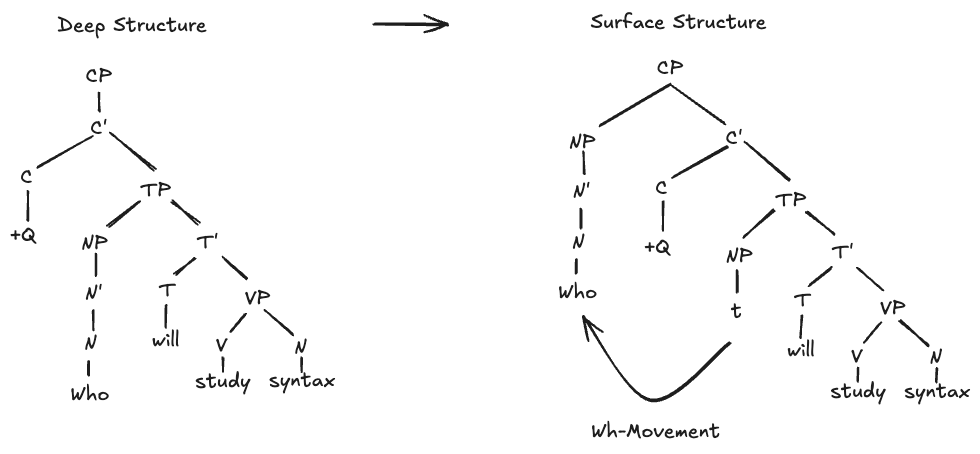 Deep Structure
Surface Structure
CP
C'
C
TP
+Q
NP
T'
N'
T
VP
N
will
V
N
Who
study
syntax
CP
NP
C'
N'
C
TP
N
+Q
NP
T'
Who
t
T
VP
will
V
N
study
syntax
Wh-Movement